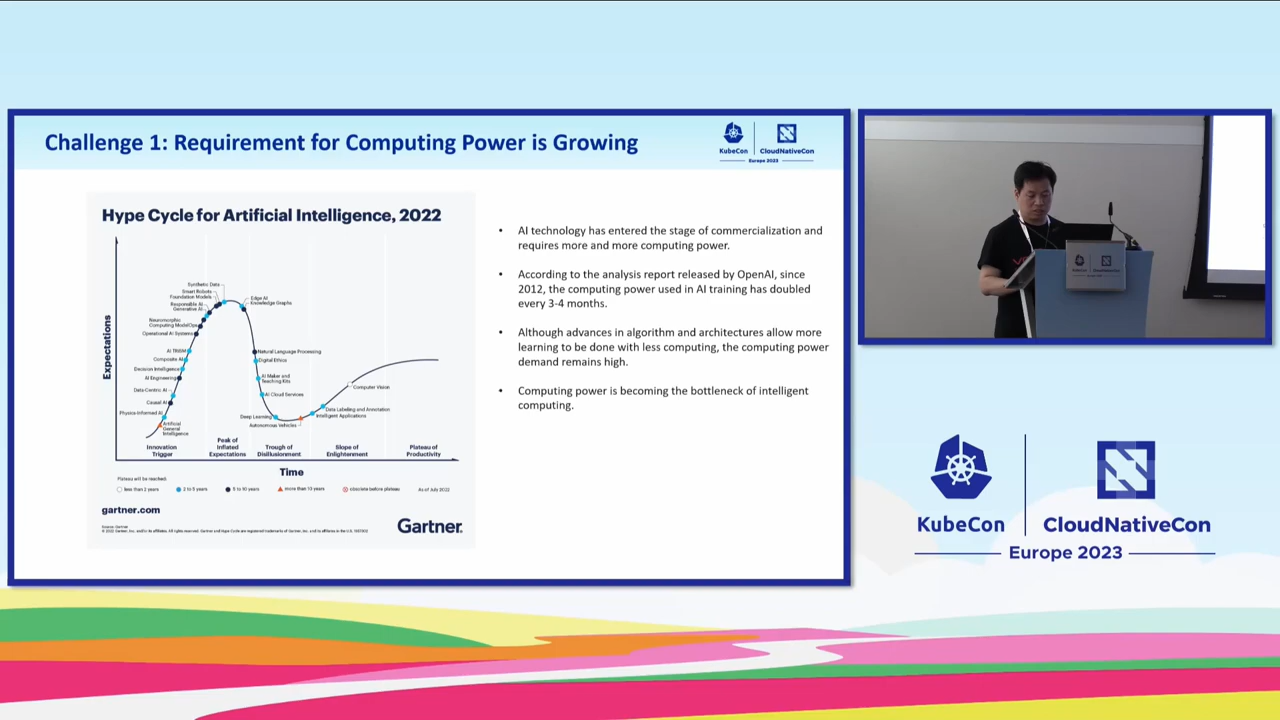 Challenge 1: Requirement for Computing Power is Growing
KubeCon
CloudNativeCon
Europe 2023
Hype Cycle for Artificial Intelligence, 2022
Expectations
Synthetic Data
Smart Robots
Foundation Models
Responsible AI
Generative AI
Neuromorphic
Computing ModelOps
Operational AI Systems
AI TRiSM
Composite AI
Decision Intelligence
AI Engineering
Data-Centric AI
Causal AI
Physics-Informed AI
Artificial
General
Intelligence
Edge AI
Knowledge Graphs
Natural Language Processing
Digital Ethics
AI Maker and
Teaching Kits
AI Cloud Services
Deep Learning
Autonomous Vehicles
Data Labeling and Annotation
Intelligent Applications
Computer Vision
Innovation
Trigger
Peak of
Inflated
Expectations
Trough of
Disillusionment
Slope of
Enlightenment
Plateau of
Productivity
Time
Plateau will be reached:
less than 2 years
2 to 5 years
5 to 10 years
more than 10 years
obsolete before plateau
As of July 2022
gartner.com
Source: Gartner
Gartner.
• AI technology has entered the stage of commercialization and
requires more and more computing power.
• According to the analysis report released by OpenAI, since
2012, the computing power used in AI training has doubled
every 3-4 months.
• Although advances in algorithm and architectures allow more
learning to be done with less computing, the computing power
demand remains high.
• Computing power is becoming the bottleneck of intelligent
computing.
KubeCon
CloudNativeCon
KubeCon
CloudNativeCon
Europe 2023